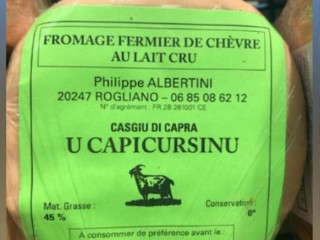 FROMAGE FERMIER DE CHÈVRE
AU LAIT CRU
Philippe ALBERTINI
20247 ROGLIANO - 06 85 08 62 12
N° d'agrément : FR 2B 261001 CE
CASGIU DI CAPRA
U CAPICURSINU
Mat. Grasse :
45 %
Conservation :
6°
A consommer de préférence avant le :